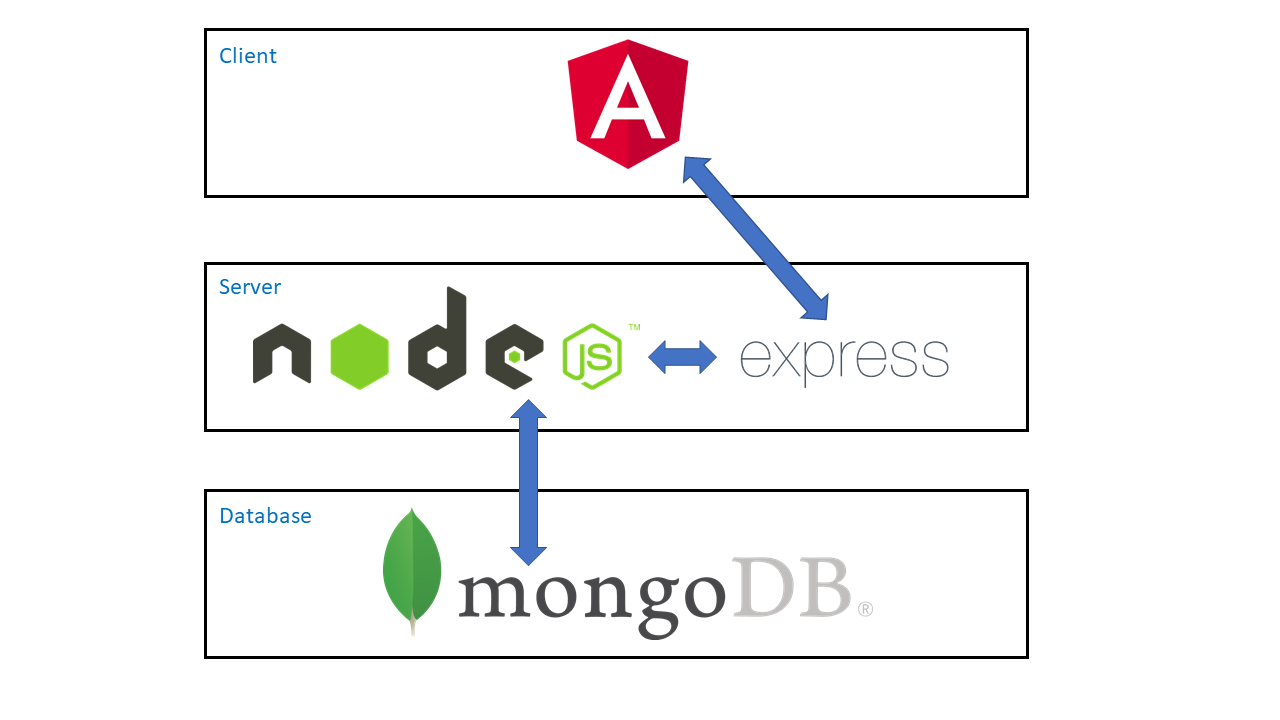 Client
A
Server
node JS ™ express
Database
mongoDB ®